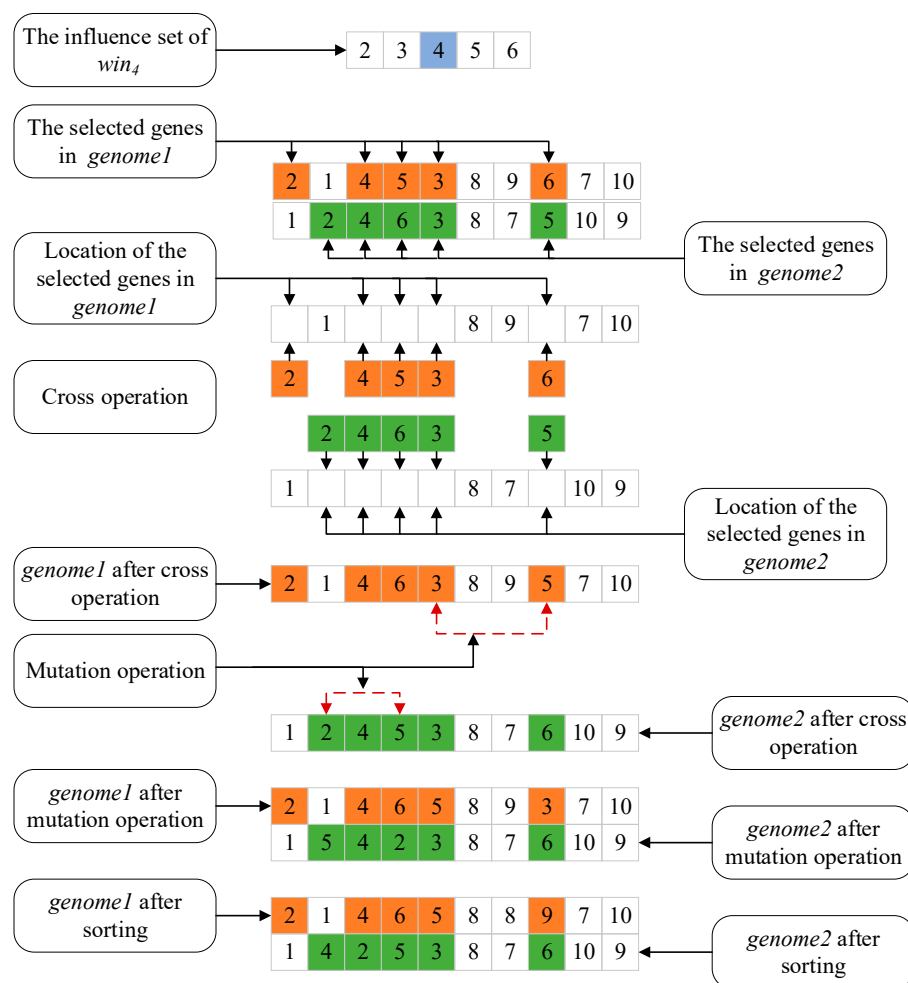 The influence set of
win4
2 3 4 5 6
The selected genes
in genome1
2 1 4 5 3 8 9 6 7 10
1 2 4 6 3 8 7 5 10 9
The selected genes
in genome2
Location of the
selected genes in
genome1
1 8 9 7 10
2 4 5 3 6
Cross operation
2 4 6 3 5
1 8 7 10 9
Location of the
selected genes in
genome2
genome1 after cross
operation
2 1 4 6 3 8 9 5 7 10
Mutation operation
1 2 4 5 3 8 7 6 10 9
genome2 after cross
operation
genome1 after
mutation operation
2 1 4 6 5 8 9 3 7 10
1 5 4 2 3 8 7 6 10 9
genome2 after
mutation operation
genome1 after
sorting
2 1 4 6 5 8 8 9 7 10
1 4 2 5 3 8 7 6 10 9
genome2 after
sorting